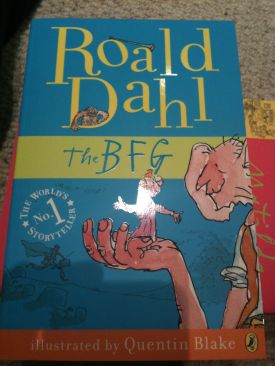 Roald
Dahl
the BFG
THE WORLD'S
No.1
STORYTELLER
illustrated by Quentin Blake